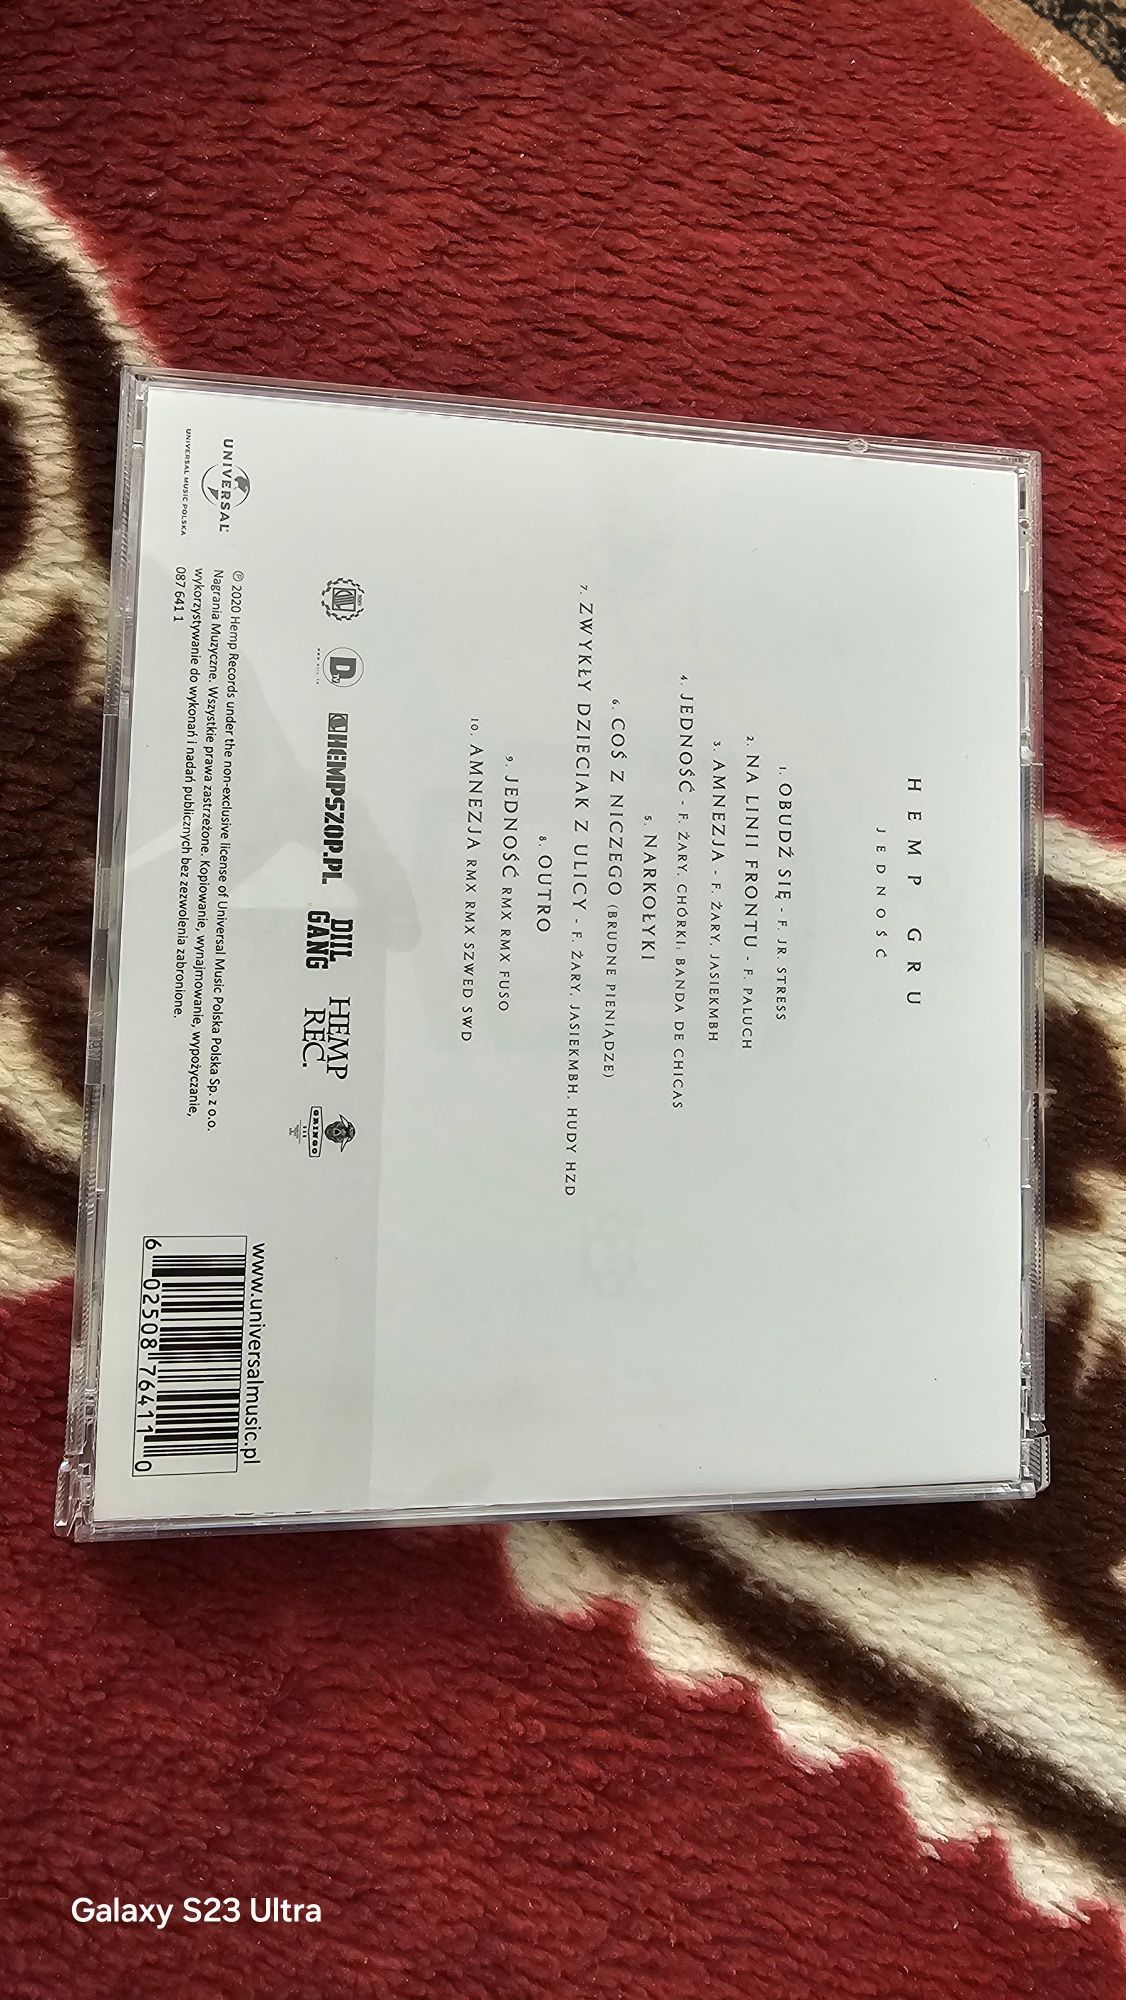 HEMP GRU
JEDNOŚĆ
1. OBUDŹ SIĘ - F. JR. STRESS
2. NA LINII FRONTU - F. PALUCH
3. AMNEZJA - F. ŻARY, JASIEKMBH
4. JEDNOŚĆ - F. ŻARY, CHÓRKI: BANDA DE CHICAS
5. NARKOŁYKI
6. COŚ Z NICZEGO (BRUDNE PIENIĄDZE)
7. ZWYKŁY DZIECIAK Z ULICY - F. ŻARY, JASIEKMBH, HUDY HZD
8. OUTRO
9. JEDNOŚĆ RMX RMX FUSO
10. AMNEZJA RMX RMX SZWED SWD
HEMPSZOP.PL
DIIL
GANG
HEMP
REC.
GRINGO
UNIVERSAL
UNIVERSAL MUSIC POLSKA
℗ 2020 Hemp Records under the non-exclusive license of Universal Music Polska Polska Sp. z o.o.
Nagrania Muzyczne. Wszystkie prawa zastrzeżone. Kopiowanie, wynajmowanie, wypożyczanie,
wykorzystywanie do wykonań i nadań publicznych bez zezwolenia zabronione.
087 641 1
www.universalmusic.pl
6 02508 76411 0
Galaxy S23 Ultra